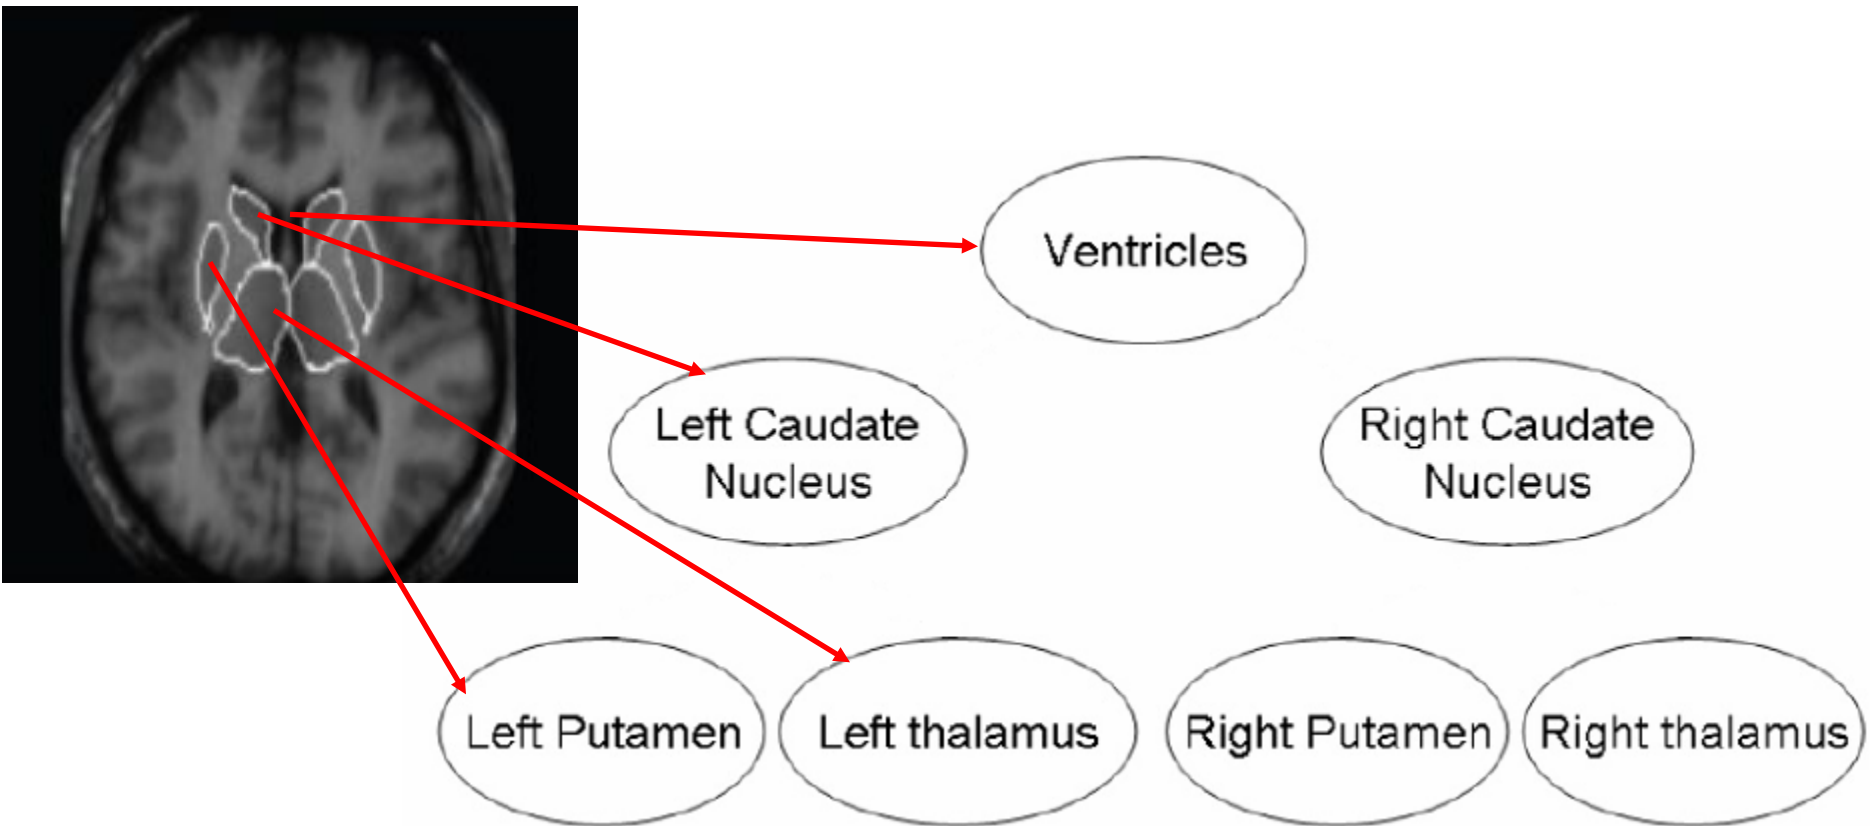 Ventricles
Left Caudate
Nucleus
Right Caudate
Nucleus
Left Putamen
Left thalamus
Right Putamen
Right thalamus